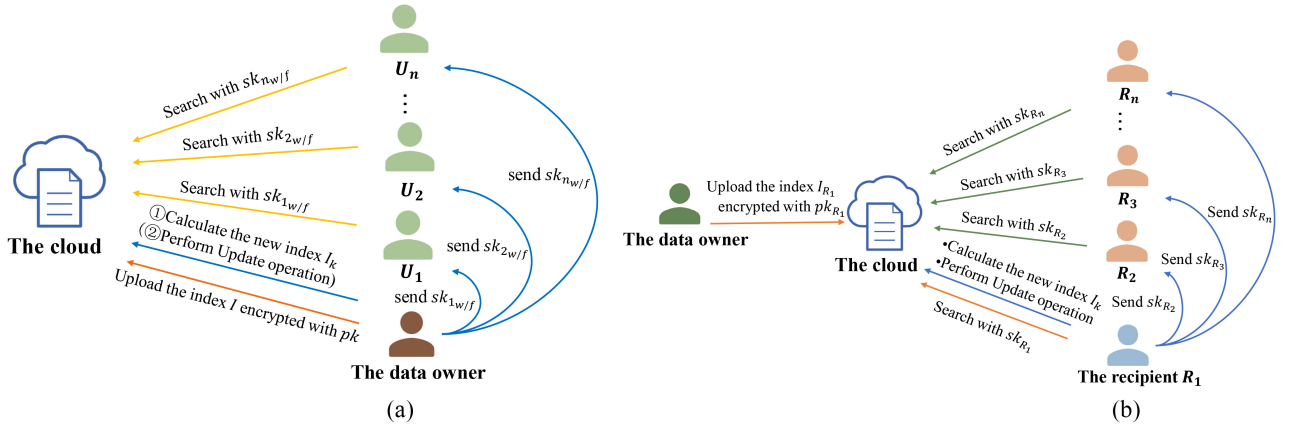 U_n
⋮
Search with sk_{n_{w/f}}
Search with sk_{2_{w/f}}
U_2
send sk_{n_{w/f}}
Search with sk_{1_{w/f}}
The cloud
①Calculate the new index I_k
(②Perform Update operation)
U_1
send sk_{2_{w/f}}
send sk_{1_{w/f}}
Upload the index I encrypted with pk
The data owner
(a)
R_n
⋮
Search with sk_{R_n}
Search with sk_{R_3}
R_3
Upload the index I_{R_1}
encrypted with pk_{R_1}
Send sk_{R_n}
Search with sk_{R_2}
The data owner
The cloud
R_2
Send sk_{R_3}
•Calculate the new index I_k
•Perform Update operation
Send sk_{R_2}
Search with sk_{R_1}
The recipient R_1
(b)